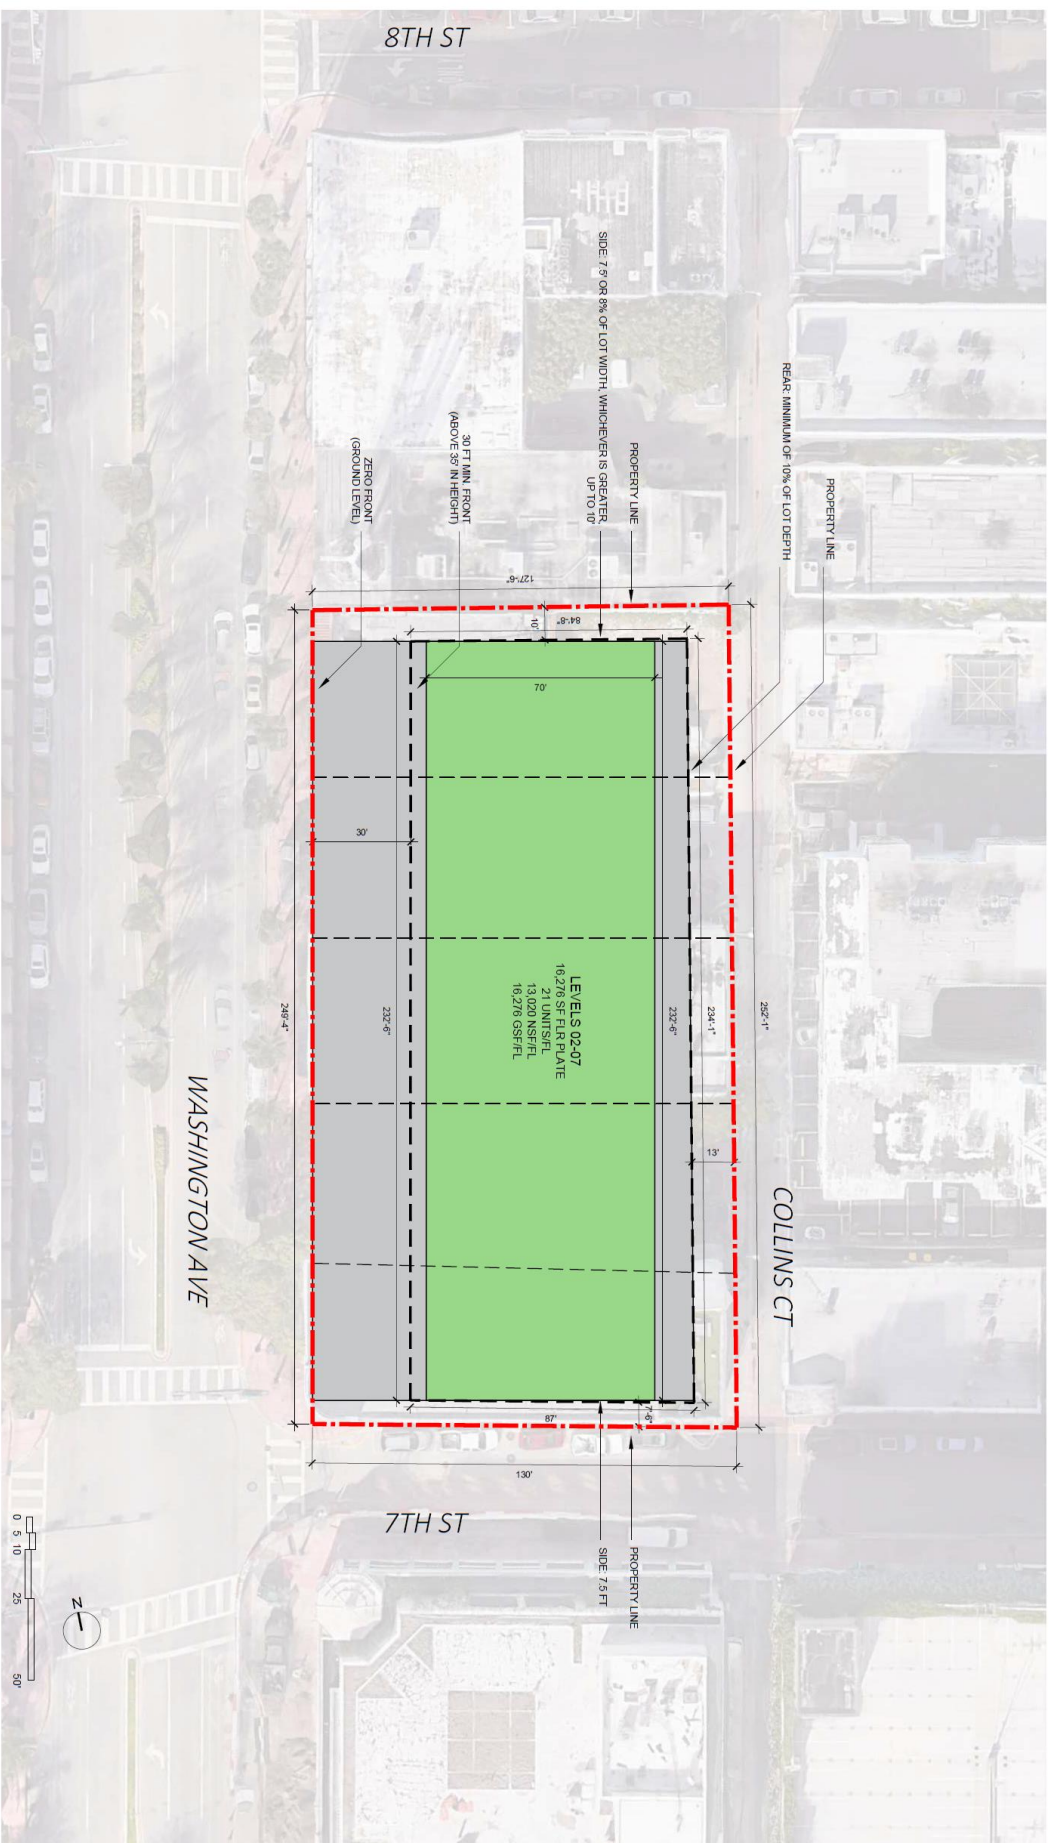 8TH ST
SIDE: 7.5' OR 8% OF LOT WIDTH, WHICHEVER IS GREATER,
UP TO 10'
REAR: MINIMUM OF 10% OF LOT DEPTH
PROPERTY LINE
PROPERTY LINE
30 FT MIN. FRONT
(ABOVE 35' IN HEIGHT)
ZERO FRONT
(GROUND LEVEL)
127'-6"
84'-8"
10'
70'
30'
249'-4"
232'-6"
LEVELS 02-07
16,276 SF FLR PLATE
21 UNITS/FL
13,020 NSF/FL
16,276 GSF/FL
232'-6"
234'-1"
252'-1"
13'
WASHINGTON AVE
COLLINS CT
87'
7'-6"
130'
7TH ST
SIDE: 7.5 FT
PROPERTY LINE
0 5 10 25 50'
N